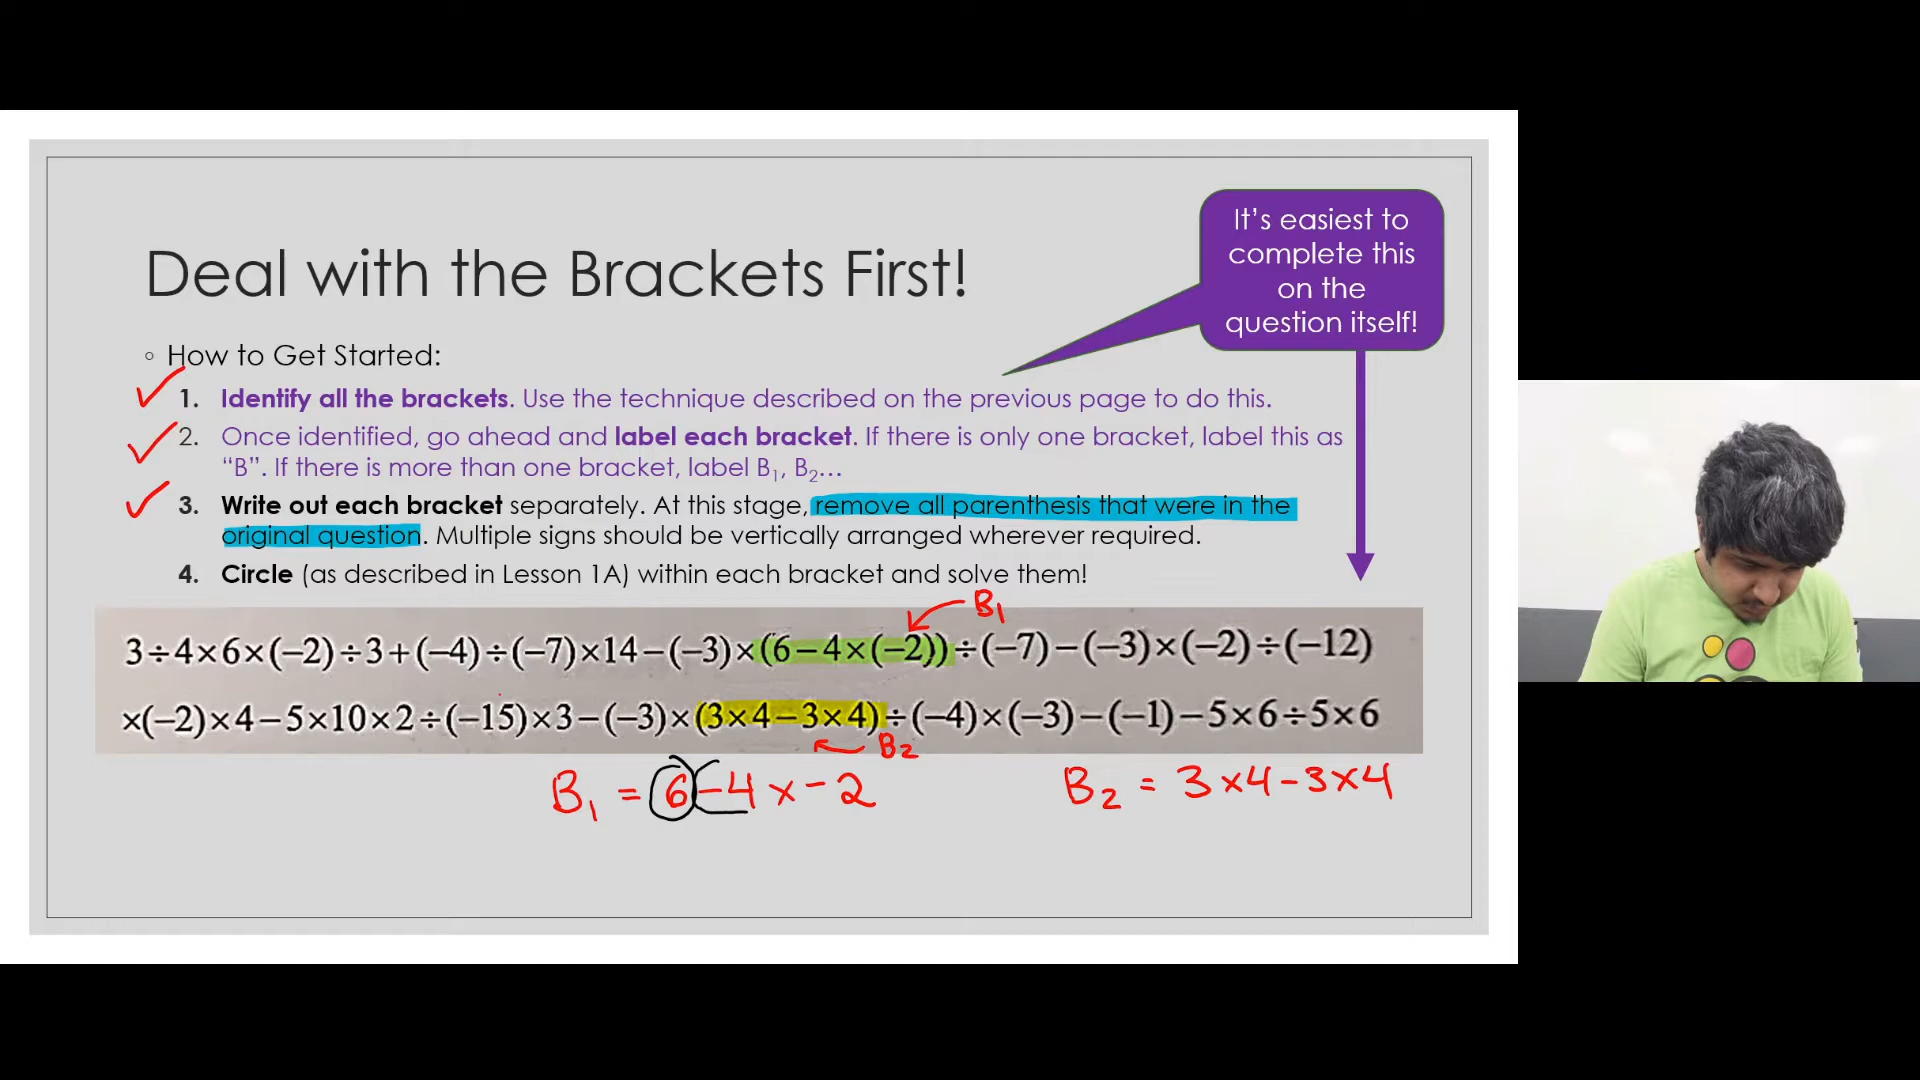 It's easiest to
complete this
on the
question itself!
Deal with the Brackets First!
◦ How to Get Started:
1. Identify all the brackets. Use the technique described on the previous page to do this.
2. Once identified, go ahead and label each bracket. If there is only one bracket, label this as
“B”. If there is more than one bracket, label B₁, B₂...
3. Write out each bracket separately. At this stage, remove all parenthesis that were in the
original question. Multiple signs should be vertically arranged wherever required.
4. Circle (as described in Lesson 1A) within each bracket and solve them!
B₁
3÷4×6×(−2)÷3+(−4)÷(−7)×14−(−3)×(6−4×(−2))÷(−7)−(−3)×(−2)÷(−12)
×(−2)×4−5×10×2÷(−15)×3−(−3)×(3×4−3×4)÷(−4)×(−3)−(−1)−5×6÷5×6
B₂
B₁ = 6−4×−2
B₂ = 3×4−3×4